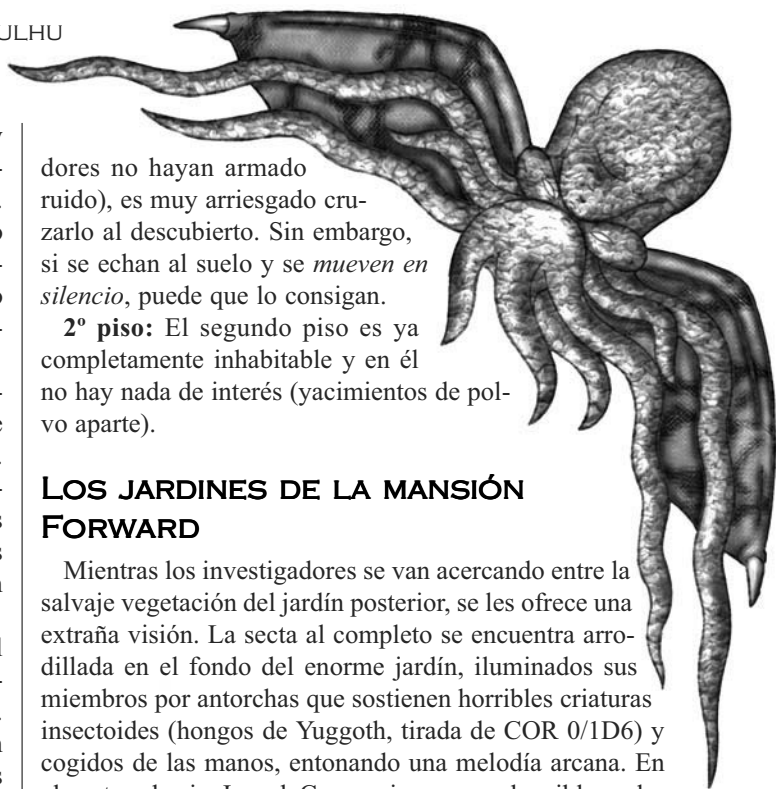 ULHU
dores no hayan armado
ruido), es muy arriesgado cru-
zarlo al descubierto. Sin embargo,
si se echan al suelo y se mueven en
silencio, puede que lo consigan.
2º piso: El segundo piso es ya
completamente inhabitable y en él
no hay nada de interés (yacimientos de pol-
vo aparte).
LOS JARDINES DE LA MANSIÓN
FORWARD
Mientras los investigadores se van acercando entre la
salvaje vegetación del jardín posterior, se les ofrece una
extraña visión. La secta al completo se encuentra arro-
dillada en el fondo del enorme jardín, iluminados sus
miembros por antorchas que sostienen horribles criaturas
insectoides (hongos de Yuggoth, tirada de COR 0/1D6) y
cogidos de las manos, entonando una melodía arcana. En